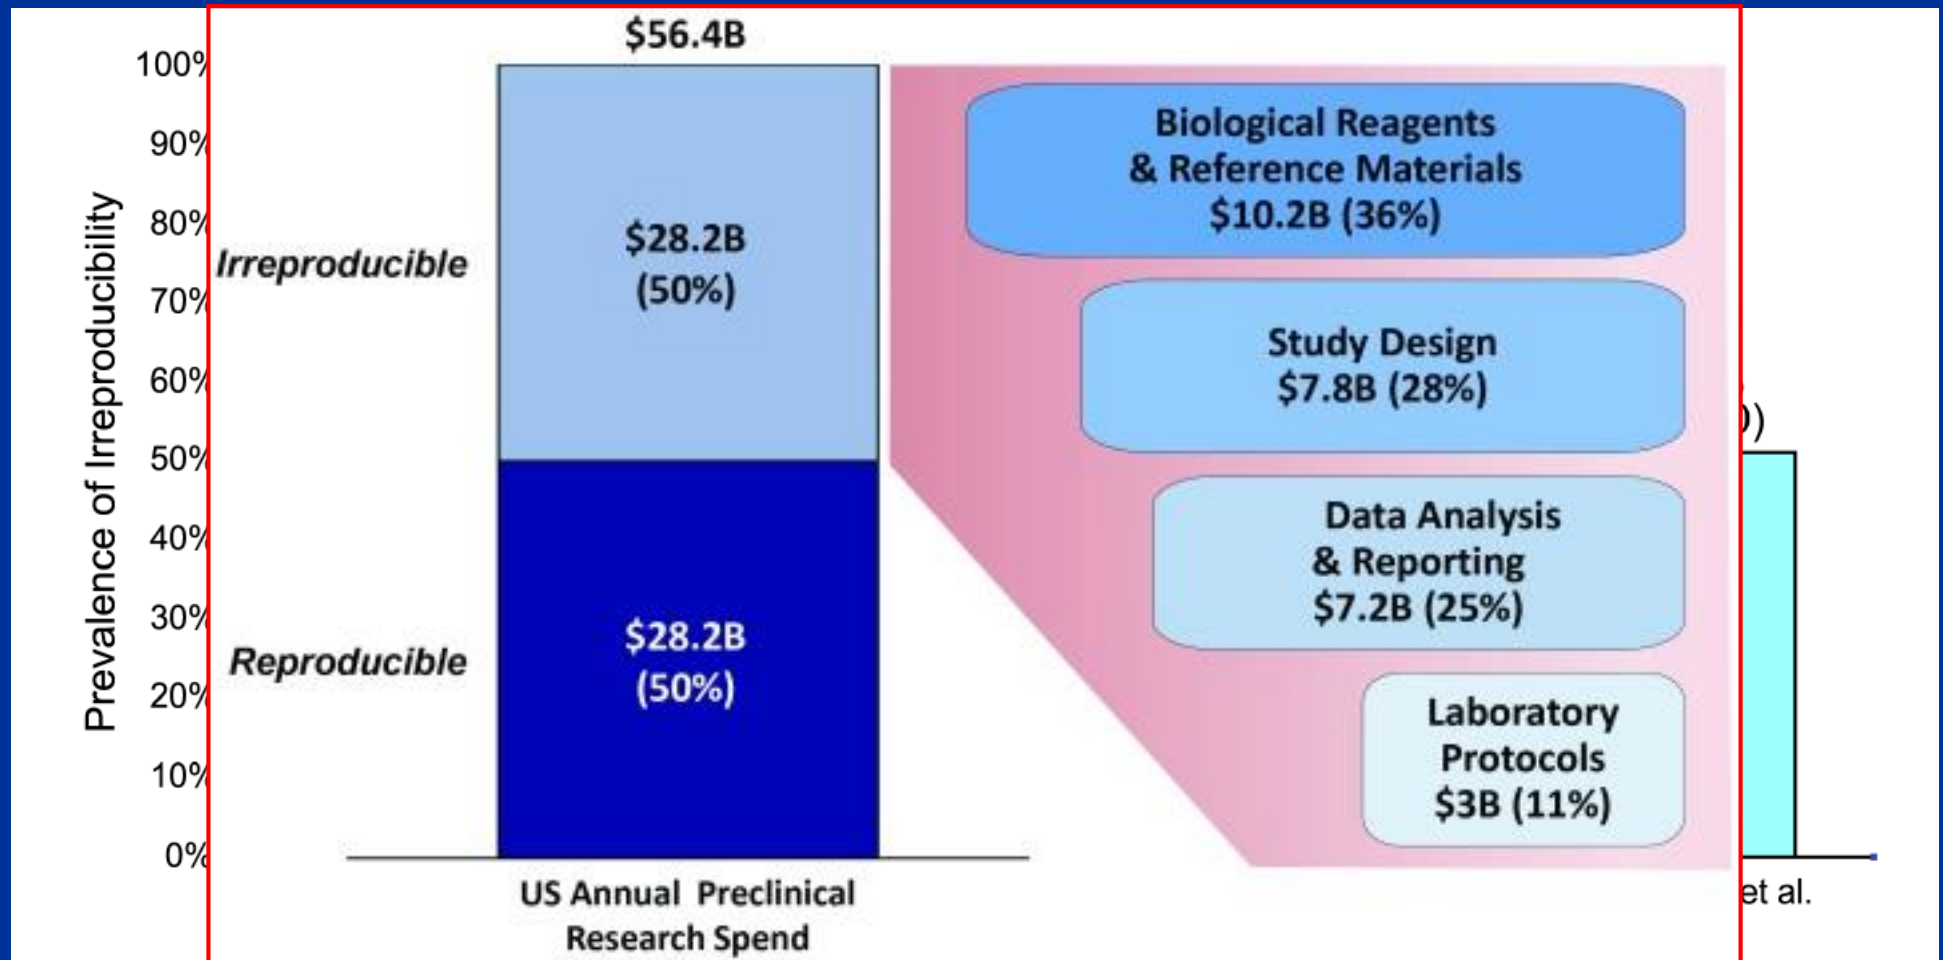 $56.4B
100%
90%
80%
70%
60%
50%
40%
30%
20%
10%
0%
Prevalence of Irreproducibility
Irreproducible
$28.2B
(50%)
Reproducible
$28.2B
(50%)
US Annual Preclinical
Research Spend
Biological Reagents
& Reference Materials
$10.2B (36%)
Study Design
$7.8B (28%)
Data Analysis
& Reporting
$7.2B (25%)
Laboratory
Protocols
$3B (11%)
)
et al.